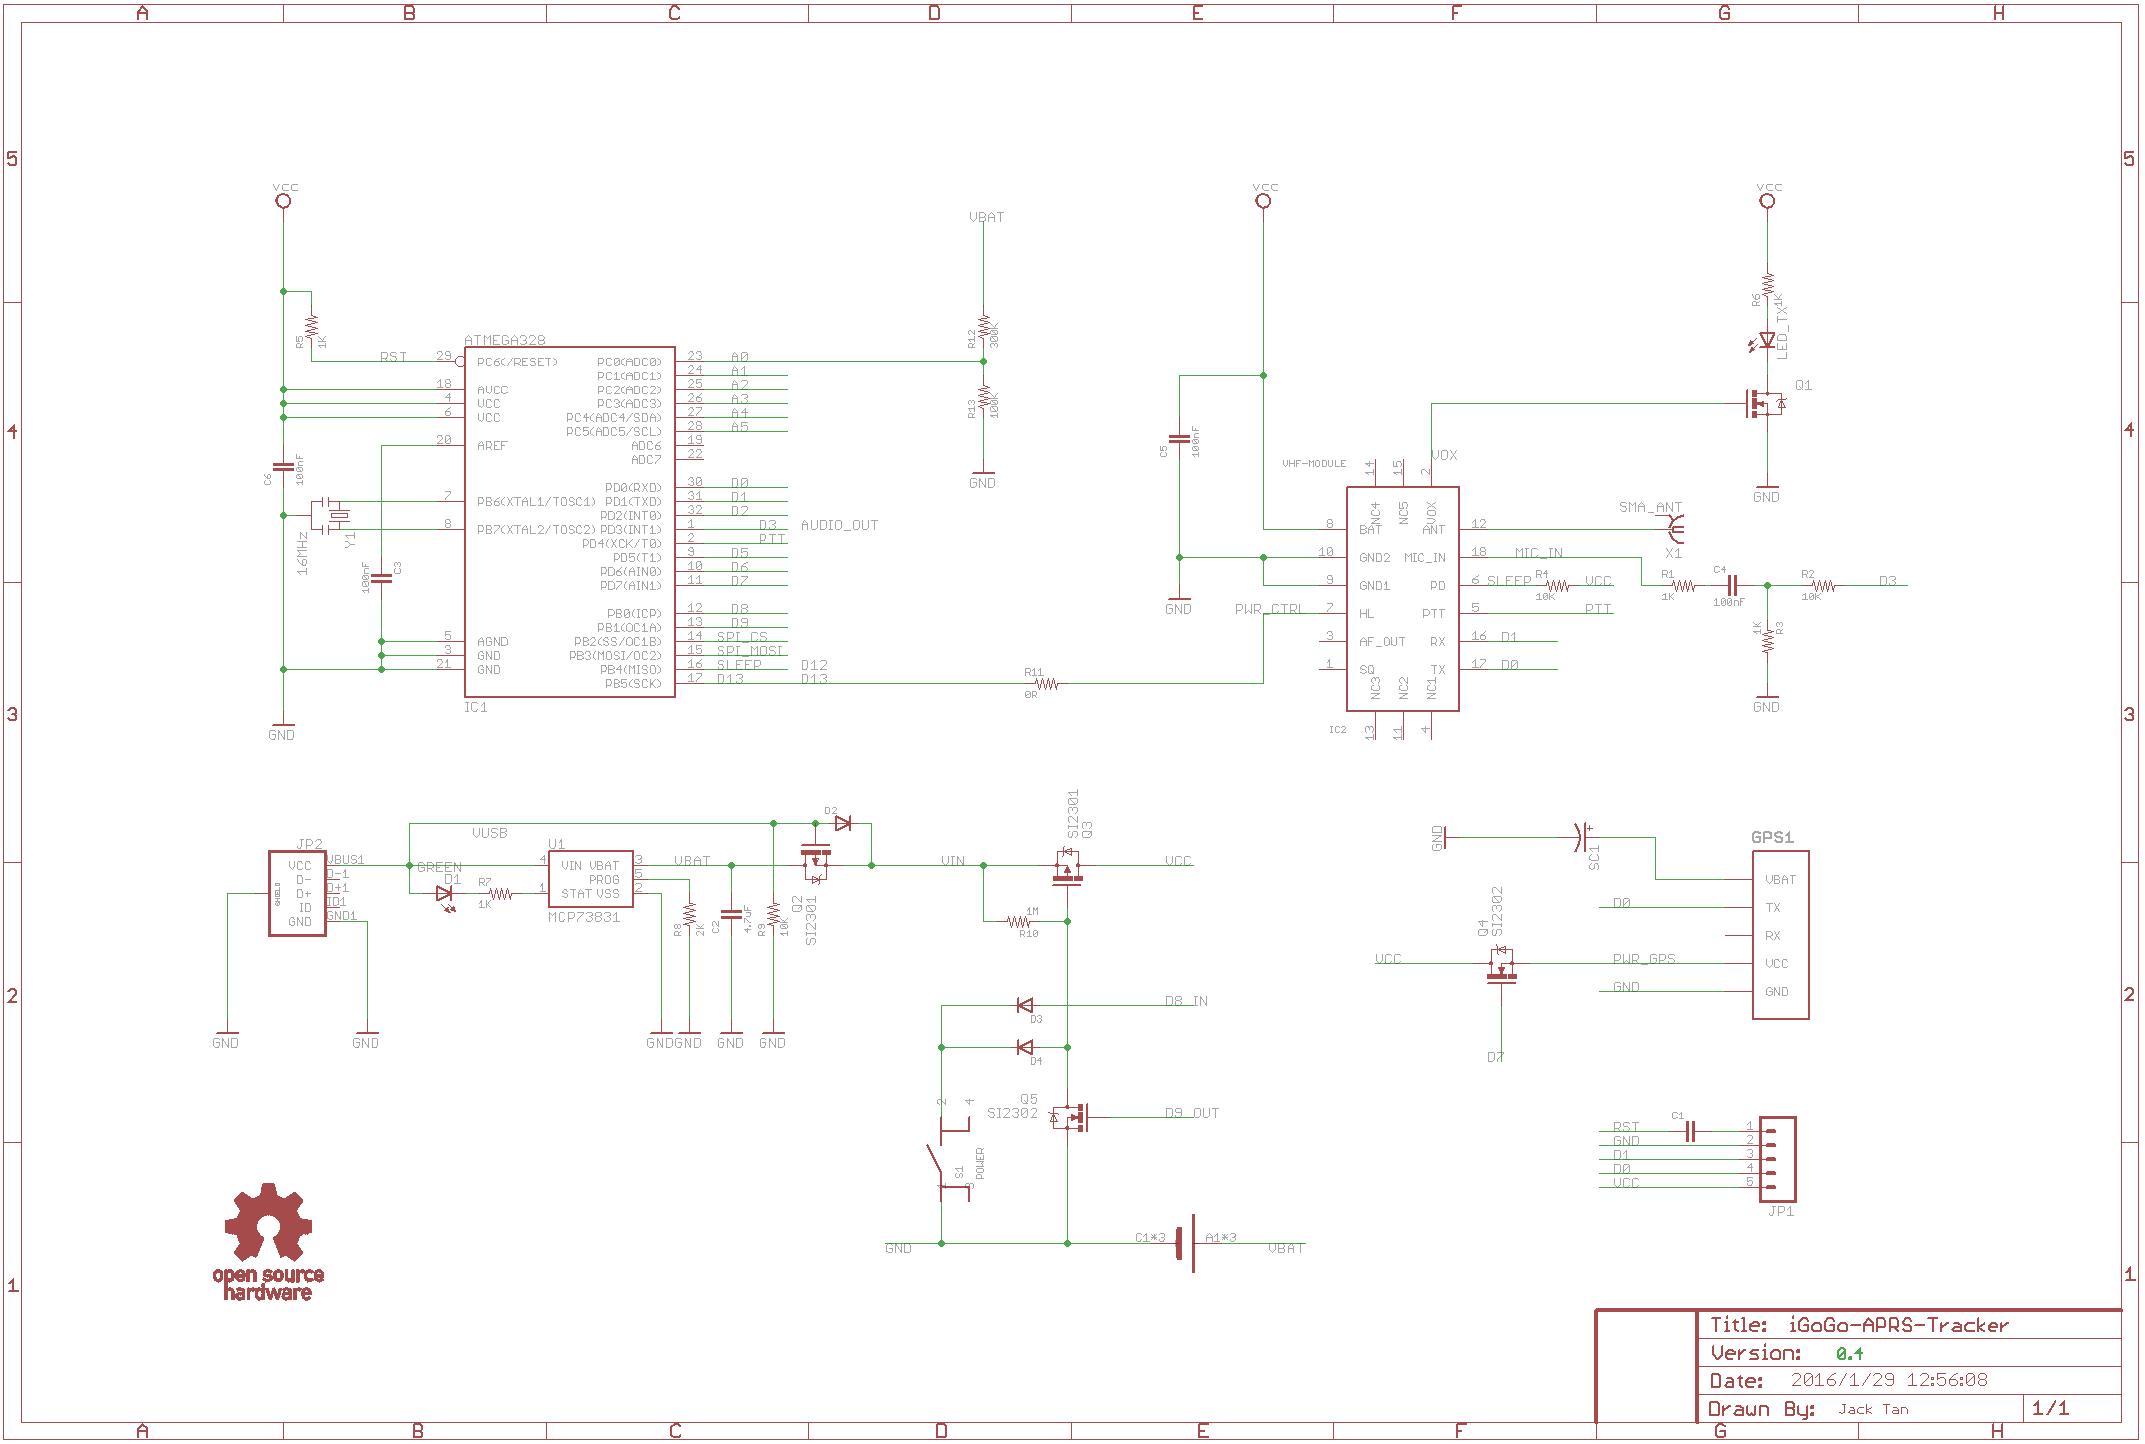 A B C D E F G H
5 5
VCC VCC VCC
VBAT
R5 1K
R12 300K
R6 1K
LED_TX
ATMEGA328
RST 29 PC6(/RESET) PC0(ADC0) 23 A0
PC1(ADC1) 24 A1
18 AVCC PC2(ADC2) 25 A2
4 VCC PC3(ADC3) 26 A3
6 VCC PC4(ADC4/SDA) 27 A4
PC5(ADC5/SCL) 28 A5
20 AREF ADC6 19
ADC7 22
R13 100K
Q1
4 4
C6 100nF
GND
C5 100nF
GND
7 PB6(XTAL1/TOSC1) PD0(RXD) 30 D0
PD1(TXD) 31 D1
PD2(INT0) 32 D2
8 PB7(XTAL2/TOSC2) PD3(INT1) 1 D3 AUDIO_OUT
PD4(XCK/T0) 2 PTT
PD5(T1) 9 D5
PD6(AIN0) 10 D6
PD7(AIN1) 11 D7
16MHz Y1
100nF C3
PB0(ICP) 12 D8
PB1(OC1A) 13 D9
5 AGND PB2(SS/OC1B) 14 SPI_CS
3 GND PB3(MOSI/OC2) 15 SPI_MOSI
21 GND PB4(MISO) 16 SLEEP D12
PB5(SCK) 17 D13 D13
IC1
GND
R11
0R
VHF-MODULE 14 15 2 VOX
NC4 NC5 VOX
8 BAT ANT 12 SMA_ANT
X1
10 GND2 MIC_IN 18 MIC_IN
9 GND1 PD 6 SLEEP R4 10K VCC
PWR_CTRL 7 HL PTT 5 PTT
3 AF_OUT RX 16 D1
1 SQ TX 17 D0
NC3 NC2 NC1
IC2 13 11 4
GND
R1 1K C4 100nF R2 10K D3
1K R3
GND
3 3
JP2
VCC VBUS1
D- D-1
D+ D+1
ID ID1
GND GND1
SHIELD
GND GND
VUSB
GREEN
D1
R7
1K
U1
4 VIN VBAT 3 VBAT
PROG 5
1 STAT VSS 2
MCP73831
R8 2K
C2 4.7uF
R9 10K
GND GND GND GND
D2
Q2
SI2301
VIN
SI2301
Q3
VCC
1M
R10
D3 D8_IN
D4
Q5
SI2302
D9_OUT
2 4
S1 POWER
1 3
GND C1*3 A1*3 VBAT
GND SC1 +
GPS1
VBAT
D0 TX
RX
VCC PWR_GPS VCC
GND GND
Q4
SI2302
D7
2 2
C1
RST 1
GND 2
D1 3
D0 4
VCC 5
JP1
open source
hardware
1 1
Title: iGoGo-APRS-Tracker
Version: 0.4
Date: 2016/1/29 12:56:08
Drawn By: Jack Tan 1/1
A B C D E F G H